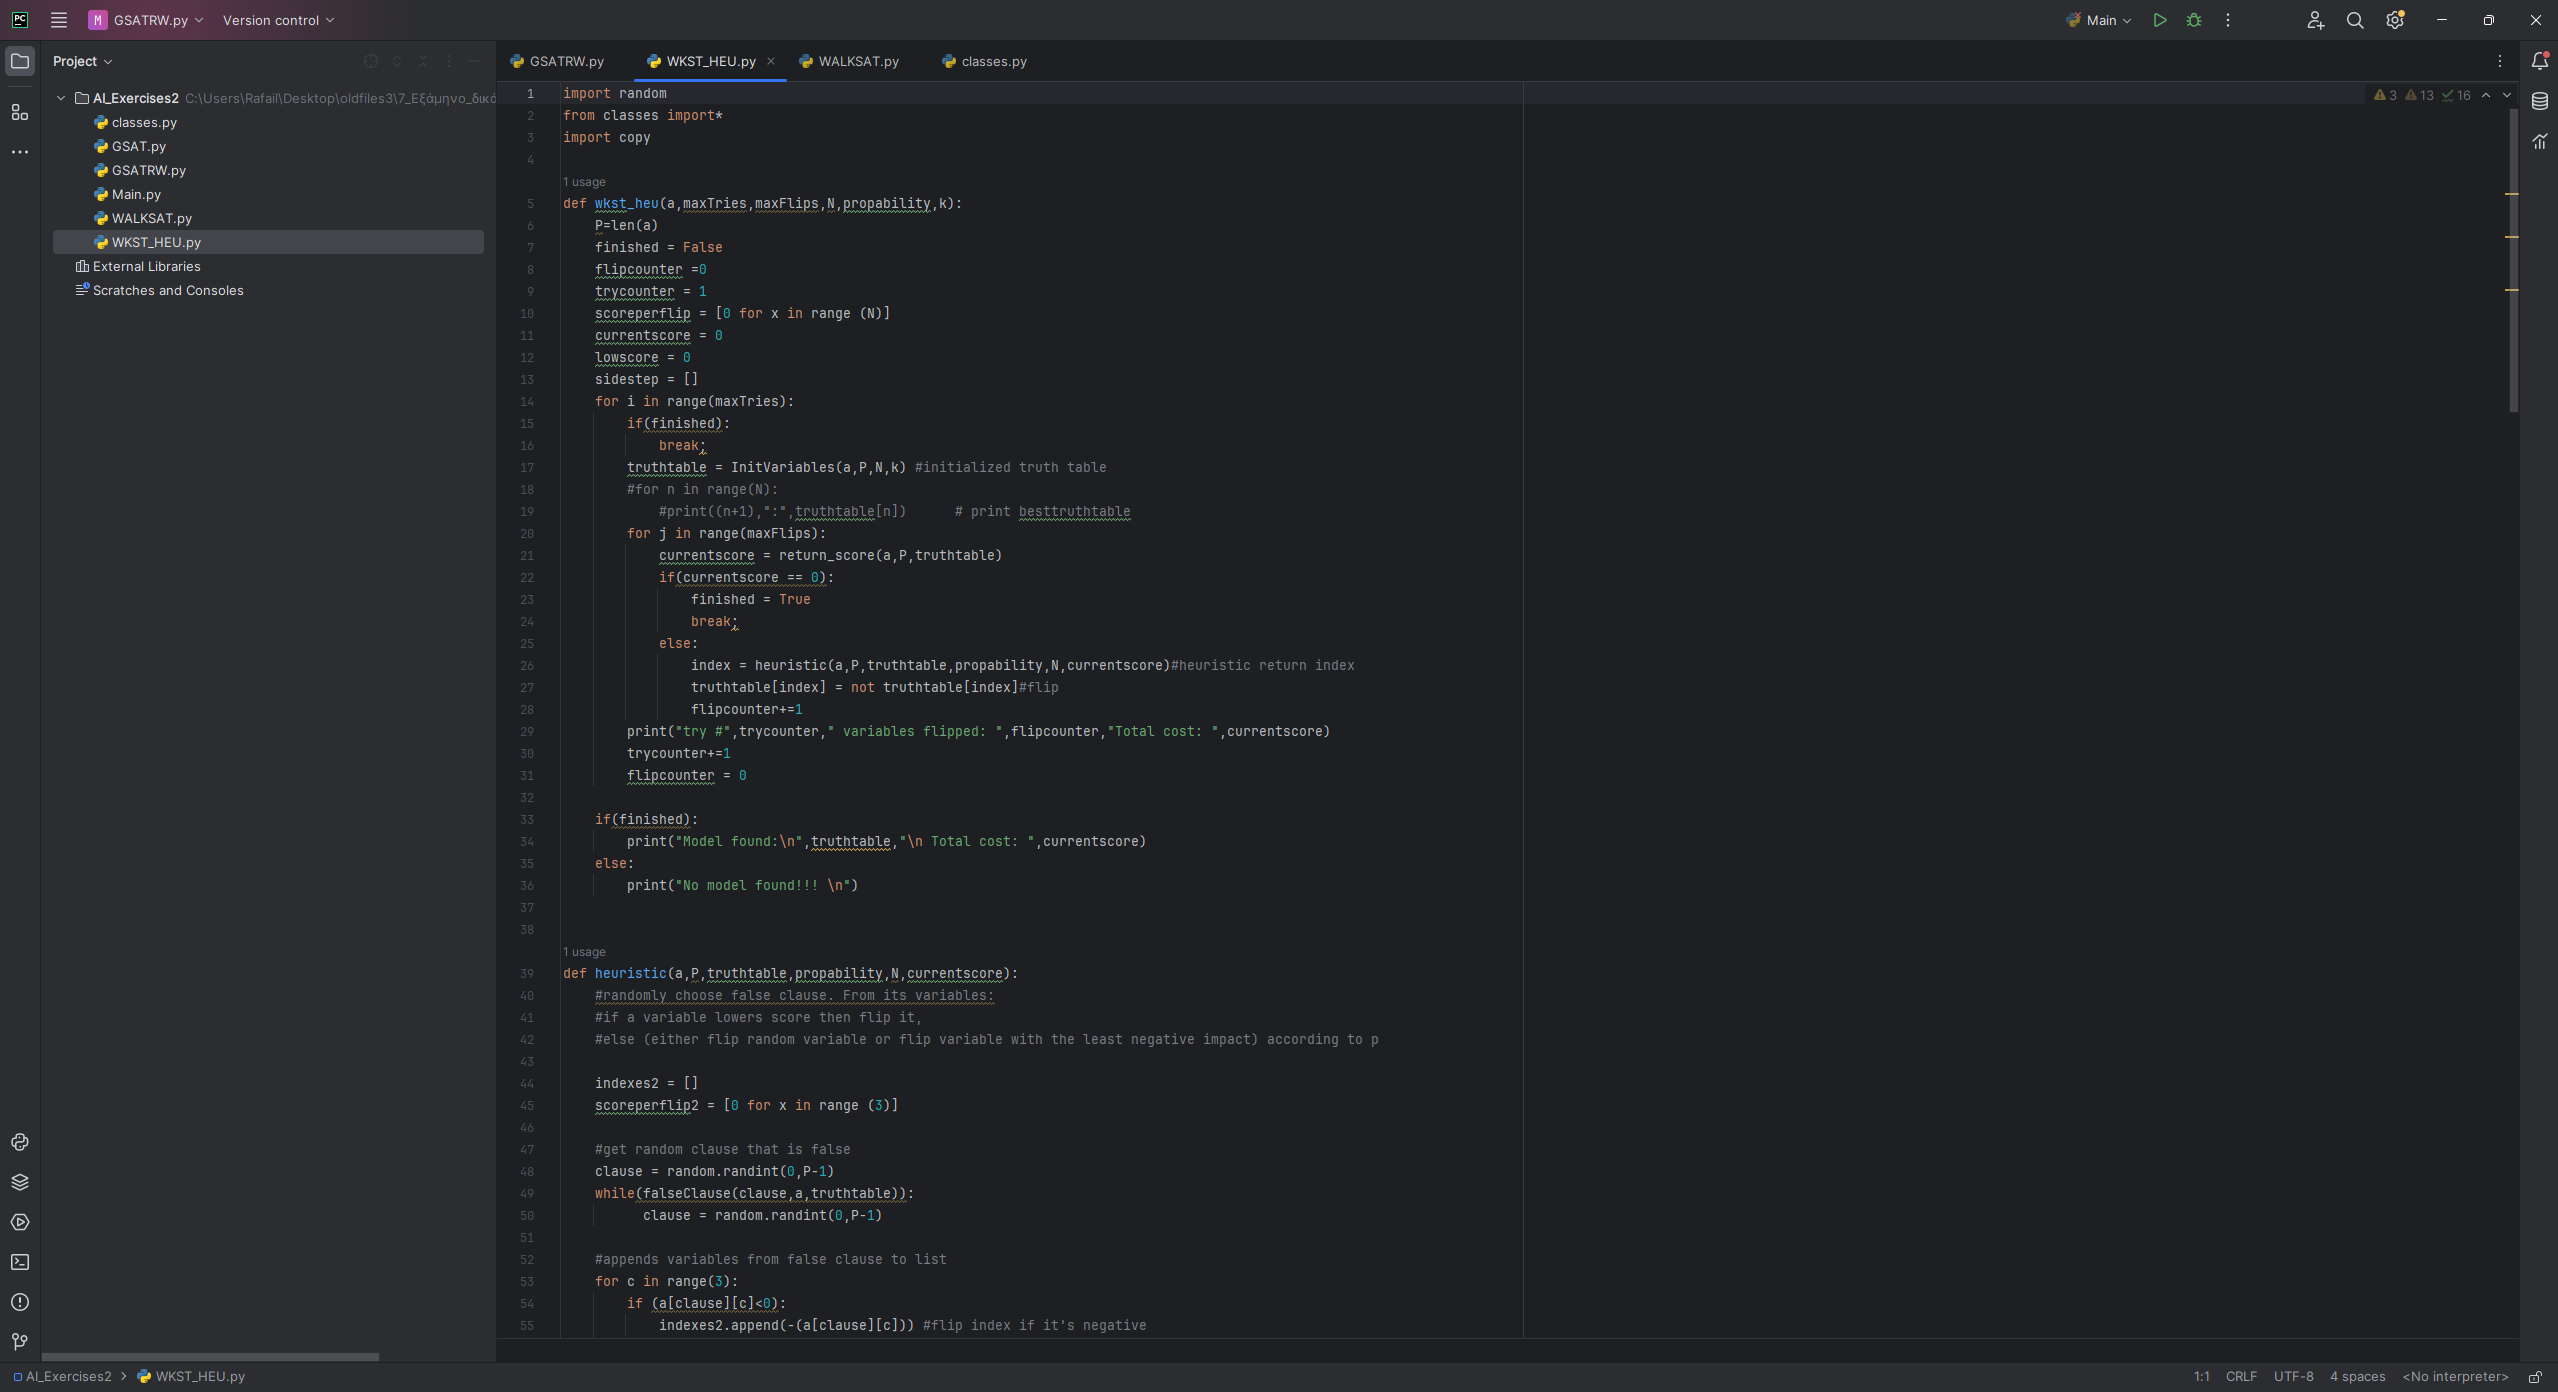 PC M GSATRW.py Version control Main
Project
GSATRW.py WKST_HEU.py WALKSAT.py classes.py
AI_Exercises2 C:\Users\Rafail\Desktop\oldfiles3\7_Εξάμηνο_δικό
classes.py
GSAT.py
GSATRW.py
Main.py
WALKSAT.py
WKST_HEU.py
External Libraries
Scratches and Consoles
3 13 16
1 import random
2 from classes import*
3 import copy
4
1 usage
5 def wkst_heu(a,maxTries,maxFlips,N,propability,k):
6 P=len(a)
7 finished = False
8 flipcounter =0
9 trycounter = 1
10 scoreperflip = [0 for x in range (N)]
11 currentscore = 0
12 lowscore = 0
13 sidestep = []
14 for i in range(maxTries):
15 if(finished):
16 break;
17 truthtable = InitVariables(a,P,N,k) #initialized truth table
18 #for n in range(N):
19 #print((n+1),":",truthtable[n]) # print besttruthtable
20 for j in range(maxFlips):
21 currentscore = return_score(a,P,truthtable)
22 if(currentscore == 0):
23 finished = True
24 break;
25 else:
26 index = heuristic(a,P,truthtable,propability,N,currentscore)#heuristic return index
27 truthtable[index] = not truthtable[index]#flip
28 flipcounter+=1
29 print("try #",trycounter," variables flipped: ",flipcounter,"Total cost: ",currentscore)
30 trycounter+=1
31 flipcounter = 0
32
33 if(finished):
34 print("Model found:\n",truthtable,"\n Total cost: ",currentscore)
35 else:
36 print("No model found!!! \n")
37
38
1 usage
39 def heuristic(a,P,truthtable,propability,N,currentscore):
40 #randomly choose false clause. From its variables:
41 #if a variable lowers score then flip it,
42 #else (either flip random variable or flip variable with the least negative impact) according to p
43
44 indexes2 = []
45 scoreperflip2 = [0 for x in range (3)]
46
47 #get random clause that is false
48 clause = random.randint(0,P-1)
49 while(falseClause(clause,a,truthtable)):
50 clause = random.randint(0,P-1)
51
52 #appends variables from false clause to list
53 for c in range(3):
54 if (a[clause][c]<0):
55 indexes2.append(-(a[clause][c])) #flip index if it's negative
AI_Exercises2 > WKST_HEU.py 1:1 CRLF UTF-8 4 spaces <No interpreter>